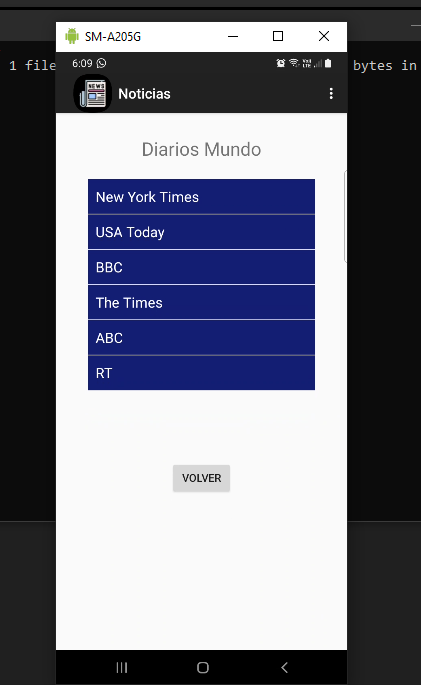 SM-A205G
1 file
bytes in
6:09
NEWS
Noticias
Diarios Mundo
New York Times
USA Today
BBC
The Times
ABC
RT
VOLVER